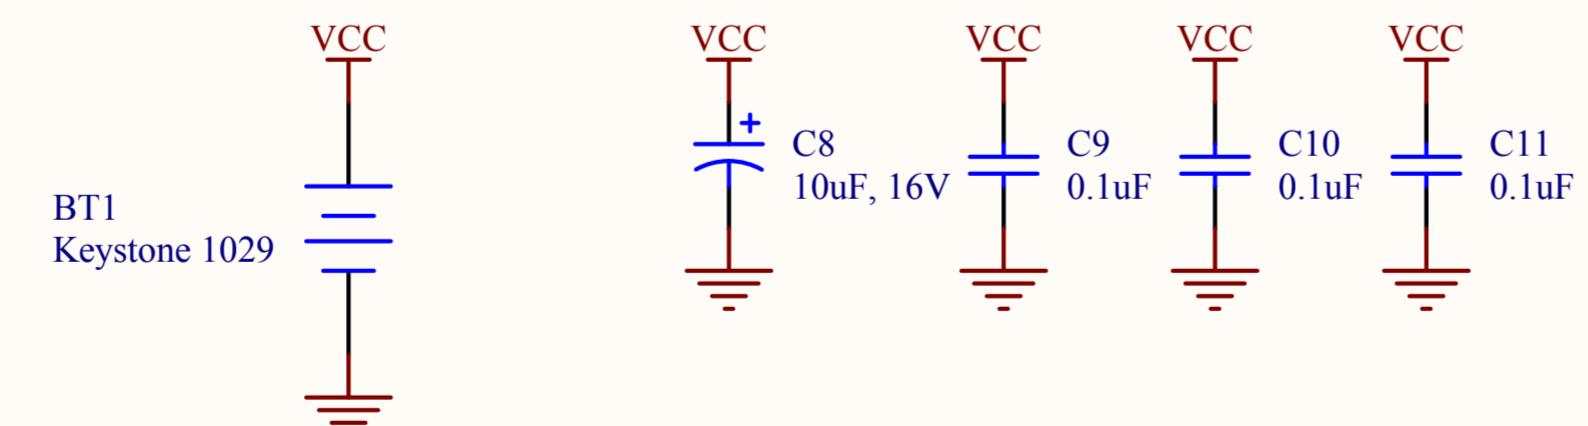 VCC
VCC
VCC
VCC
VCC
BT1
Keystone 1029
+
C8
10uF, 16V
C9
0.1uF
C10
0.1uF
C11
0.1uF